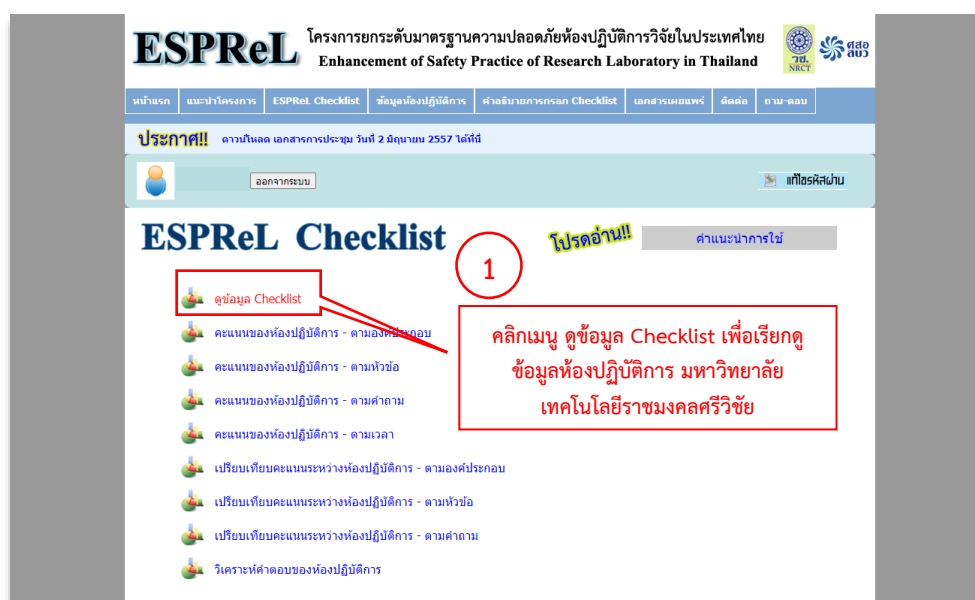 ESPReL โครงการยกระดับมาตรฐานความปลอดภัยห้องปฏิบัติการวิจัยในประเทศไทย
Enhancement of Safety Practice of Research Laboratory in Thailand
วช.
NRCT
ศสอ
สบว
หน้าแรก แนะนำโครงการ ESPReL Checklist ข้อมูลห้องปฏิบัติการ คำอธิบายการกรอก Checklist เอกสารเผยแพร่ ติดต่อ ถาม-ตอบ
ประกาศ!! ดาวน์โหลด เอกสารการประชุม วันที่ 2 มิถุนายน 2557 ได้ที่นี่
ออกจากระบบ แก้ไขรหัสผ่าน
ESPReL Checklist โปรดอ่าน!! คำแนะนำการใช้
1
ดูข้อมูล Checklist
คลิกเมนู ดูข้อมูล Checklist เพื่อเรียกดู
ข้อมูลห้องปฏิบัติการ มหาวิทยาลัย
เทคโนโลยีราชมงคลศรีวิชัย
คะแนนของห้องปฏิบัติการ - ตามองค์ประกอบ
คะแนนของห้องปฏิบัติการ - ตามหัวข้อ
คะแนนของห้องปฏิบัติการ - ตามคำถาม
คะแนนของห้องปฏิบัติการ - ตามเวลา
เปรียบเทียบคะแนนระหว่างห้องปฏิบัติการ - ตามองค์ประกอบ
เปรียบเทียบคะแนนระหว่างห้องปฏิบัติการ - ตามหัวข้อ
เปรียบเทียบคะแนนระหว่างห้องปฏิบัติการ - ตามคำถาม
วิเคราะห์คำตอบของห้องปฏิบัติการ